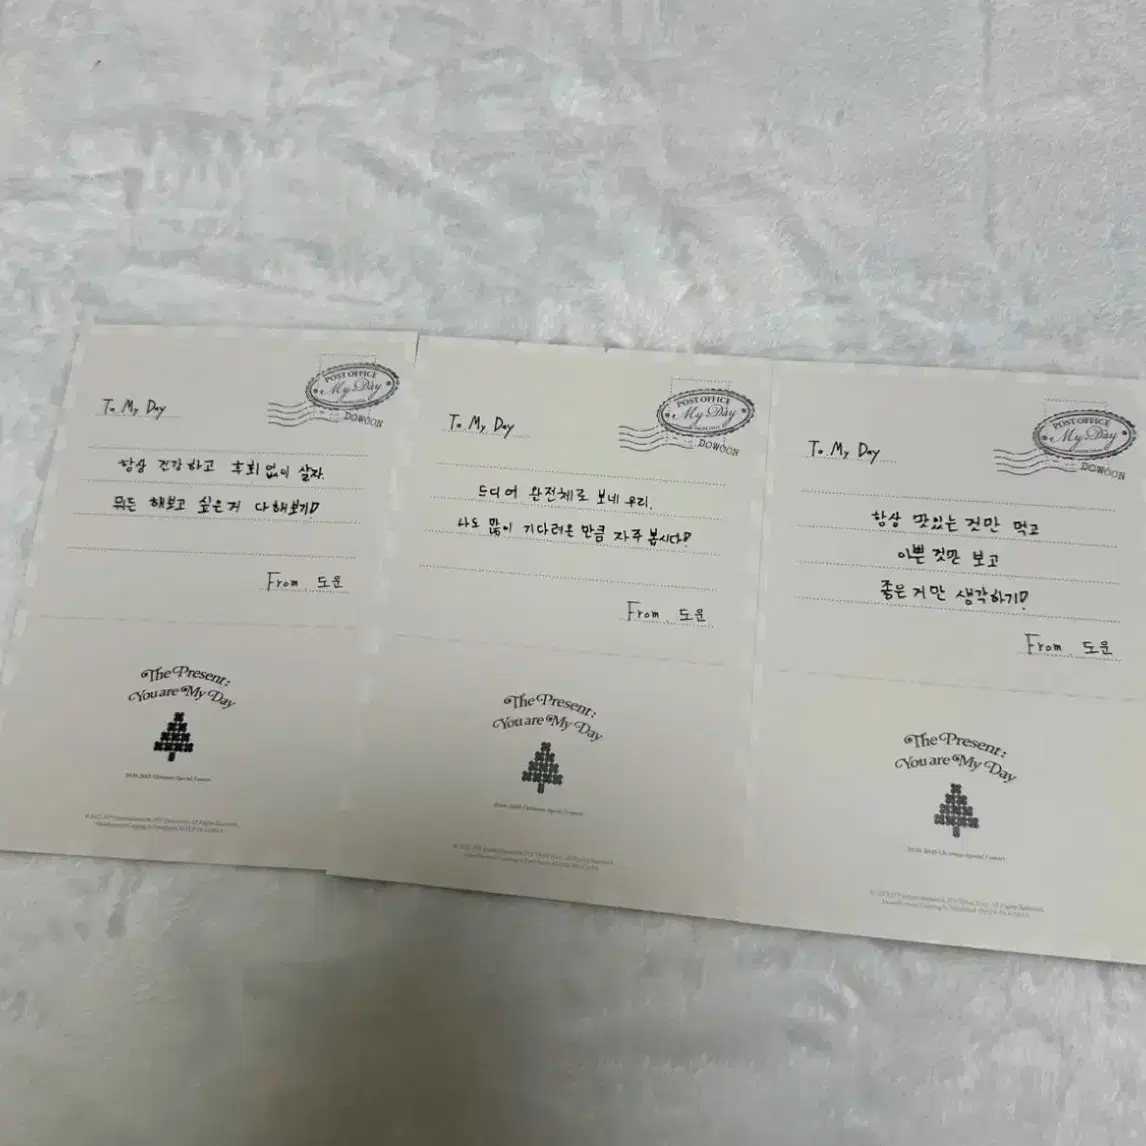 POST OFFICE
My Day
DOWOON
To. My Day
항상 건강하고 후회없이 살자.
뭐든 해보고 싶은거 다해보기!
From. 도운
The Present:
You are My Day
POST OFFICE
My Day
DOWOON
To. My Day
드디어 완전체로 보네 우리.
나도 많이 기다려온 만큼 자주 봅시다!
From. 도운
The Present:
You are My Day
POST OFFICE
My Day
DOWOON
To. My Day
항상 맛있는 것만 먹고
이쁜 것만 보고
좋은거만 생각하기!
From. 도운
The Present:
You are My Day